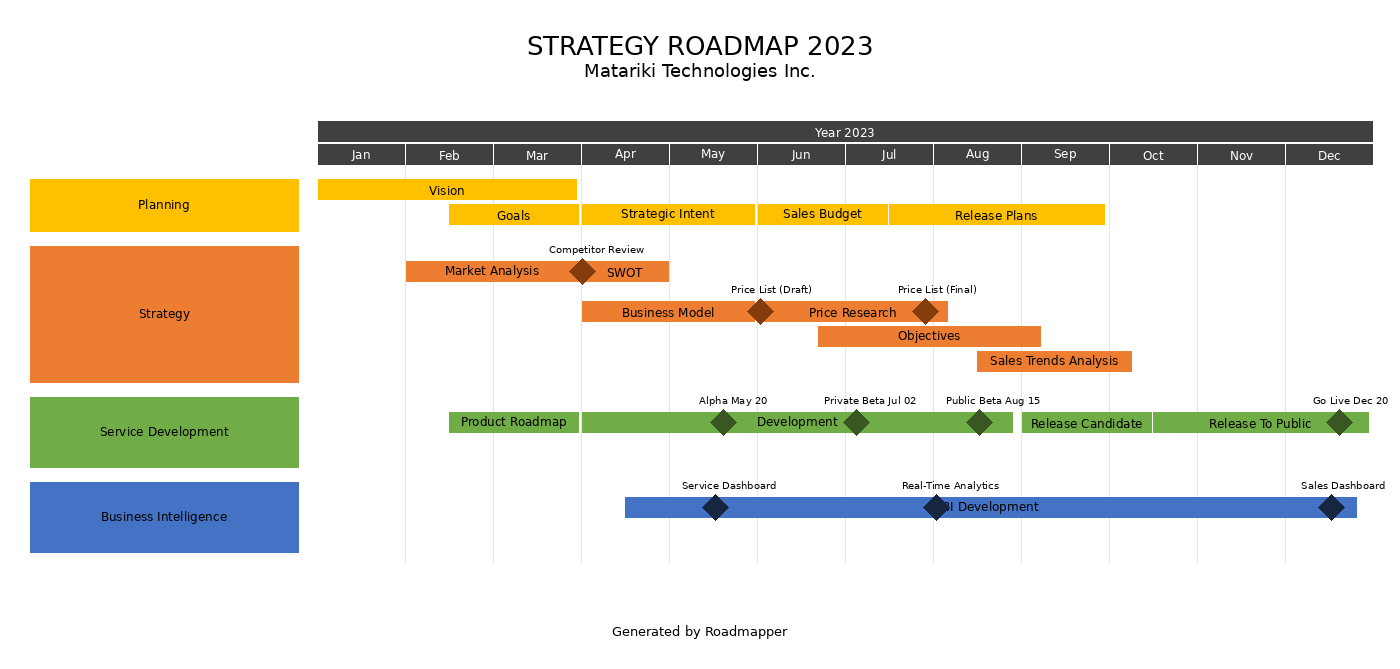 STRATEGY ROADMAP 2023
Matariki Technologies Inc.
Year 2023
Jan Feb Mar Apr May Jun Jul Aug Sep Oct Nov Dec
Planning
Vision
Goals Strategic Intent Sales Budget Release Plans
Strategy
Competitor Review
Market Analysis SWOT
Price List (Draft) Price List (Final)
Business Model Price Research
Objectives
Sales Trends Analysis
Service Development
Alpha May 20 Private Beta Jul 02 Public Beta Aug 15 Go Live Dec 20
Product Roadmap Development Release Candidate Release To Public
Business Intelligence
Service Dashboard Real-Time Analytics Sales Dashboard
BI Development
Generated by Roadmapper